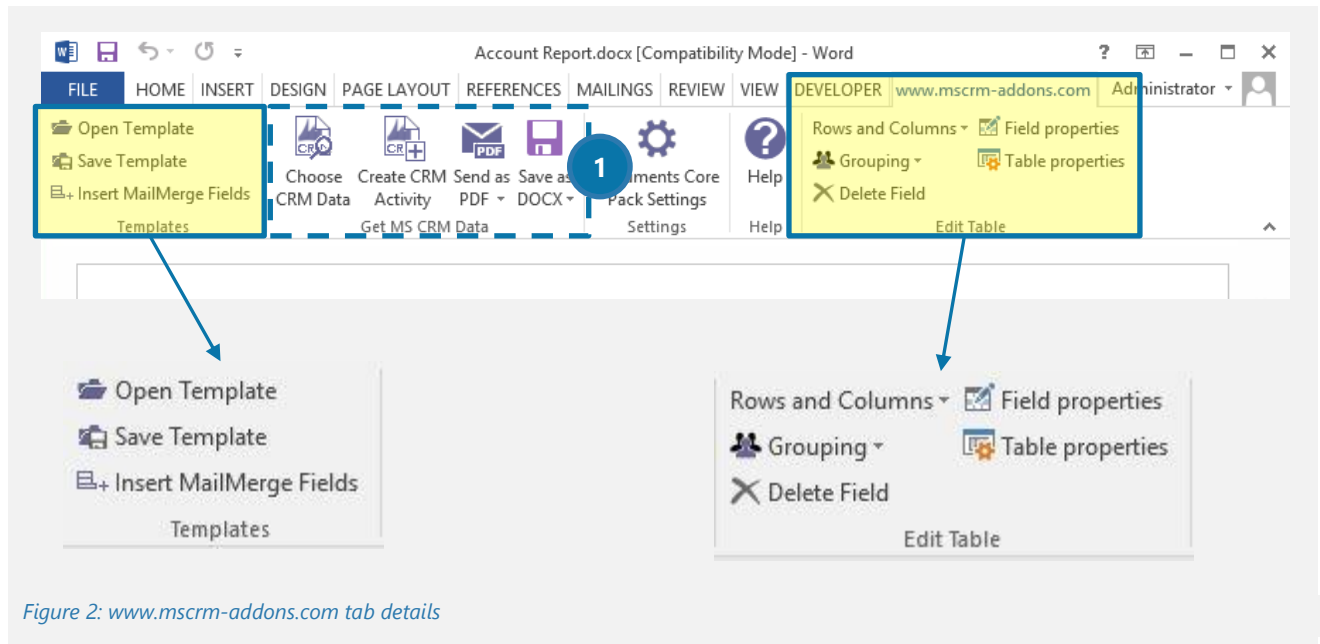 Account Report.docx [Compatibility Mode] - Word
FILE HOME INSERT DESIGN PAGE LAYOUT REFERENCES MAILINGS REVIEW VIEW DEVELOPER www.mscrm-addons.com Administrator
Open Template
Save Template
Insert MailMerge Fields
Templates
Choose
CRM Data
Create CRM
Activity
Send as
PDF
Save as
DOCX
Get MS CRM Data
1
ments Core
Pack Settings
Settings
Help
Help
Rows and Columns Field properties
Grouping Table properties
Delete Field
Edit Table
Open Template
Save Template
Insert MailMerge Fields
Templates
Rows and Columns Field properties
Grouping Table properties
Delete Field
Edit Table
Figure 2: www.mscrm-addons.com tab details